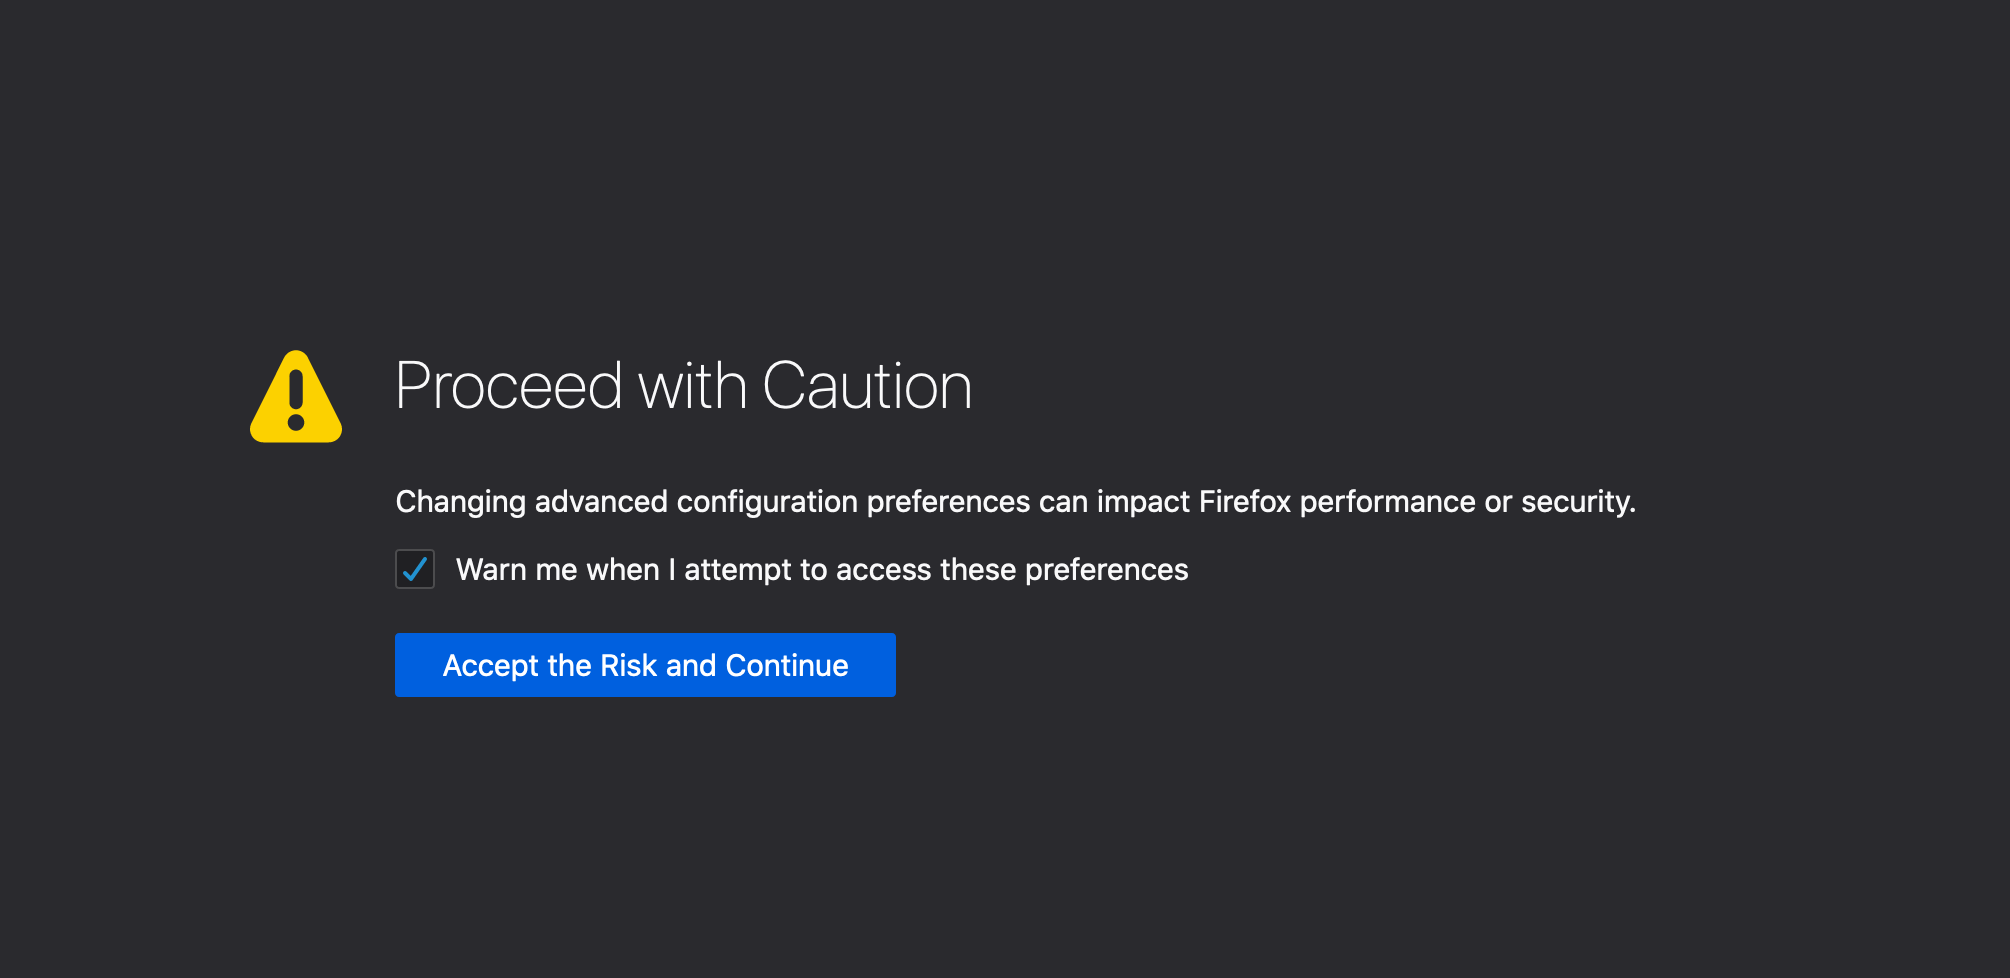 Proceed with Caution
Changing advanced configuration preferences can impact Firefox performance or security.
Warn me when I attempt to access these preferences
Accept the Risk and Continue